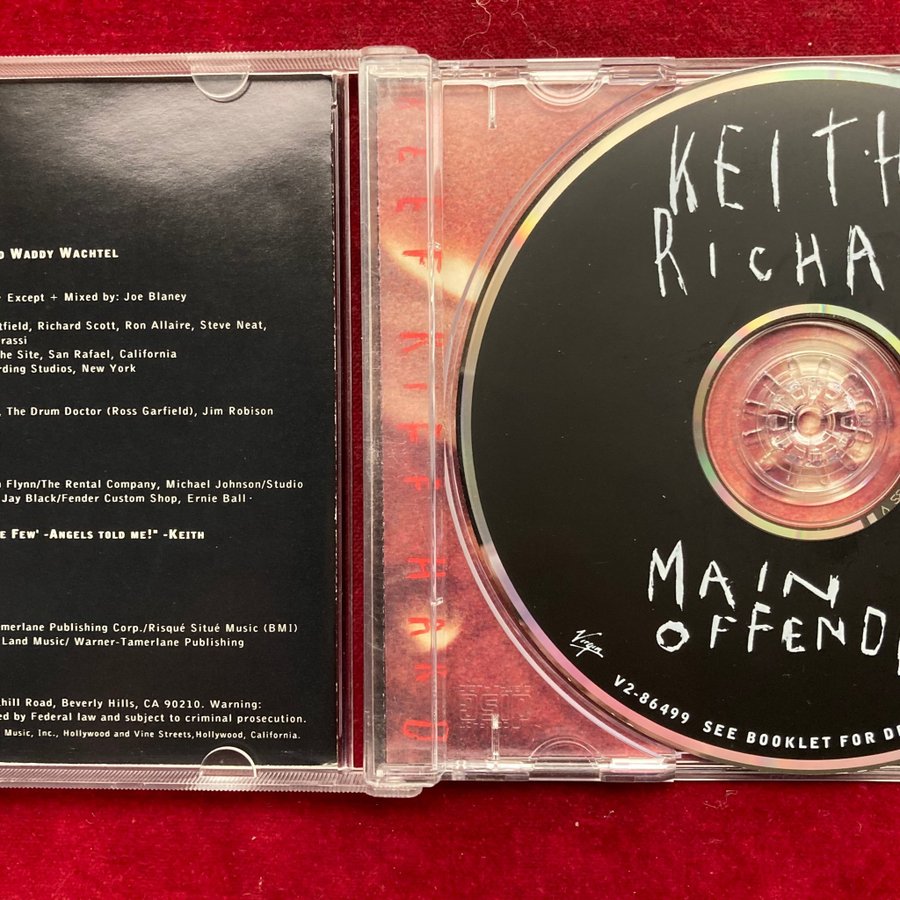 Waddy Wachtel
Except + Mixed by: Joe Blaney
tfield, Richard Scott, Ron Allaire, Steve Neat,
rassi
he Site, San Rafael, California
rding Studios, New York
, The Drum Doctor (Ross Garfield), Jim Robison
Flynn/The Rental Company, Michael Johnson/Studio
Jay Black/Fender Custom Shop, Ernie Ball·
e Few' -Angels told me!" -Keith
merlane Publishing Corp./Risqué Situé Music (BMI)
Land Music/ Warner-Tamerlane Publishing
hill Road, Beverly Hills, CA 90210. Warning:
ed by Federal law and subject to criminal prosecution.
Music, Inc., Hollywood and Vine Streets,Hollywood, California.
KEITH
RICHA
MAIN
OFFEND
Virgin
V2-86499 SEE BOOKLET FOR DE